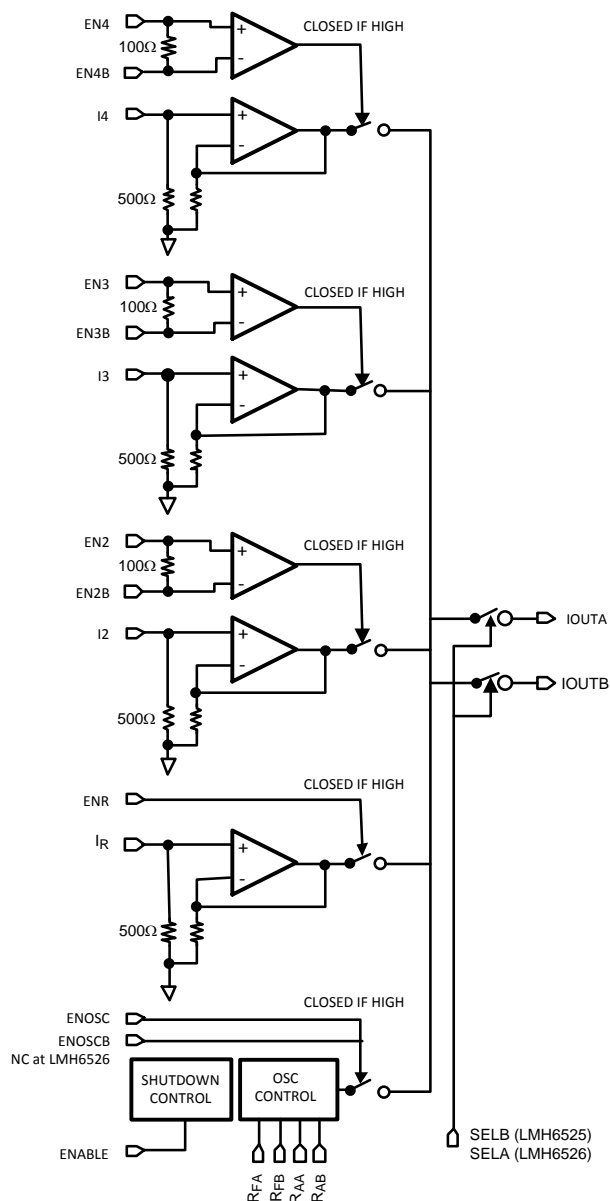 EN4
CLOSED IF HIGH
+
100Ω
-
EN4B
I4
+
-
500Ω
EN3
CLOSED IF HIGH
+
100Ω
-
EN3B
I3
+
-
500Ω
EN2
CLOSED IF HIGH
+
100Ω
-
EN2B
I2
+
-
500Ω
IOUTA
IOUTB
CLOSED IF HIGH
ENR
IR
+
-
500Ω
CLOSED IF HIGH
ENOSC
ENOSCB
NC at LMH6526
SHUTDOWN
CONTROL
OSC
CONTROL
ENABLE
RFA
RFB
RAA
RAB
SELB (LMH6525)
SELA (LMH6526)